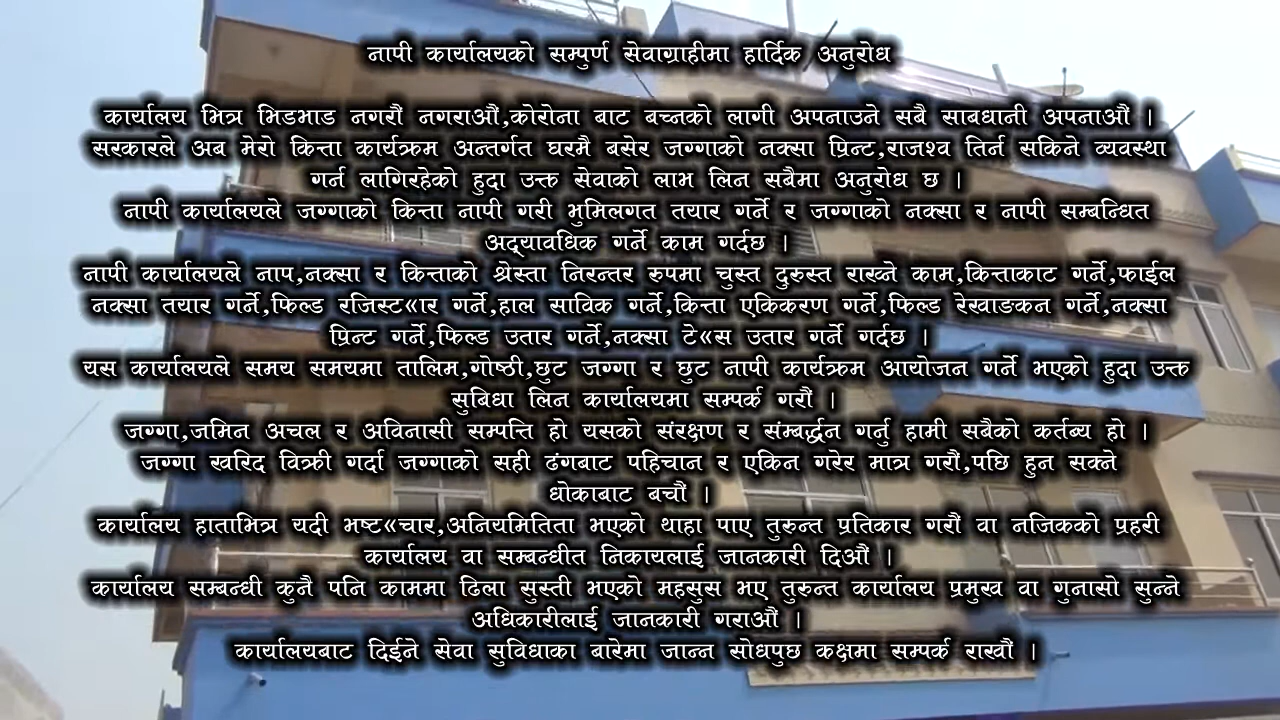 नापी कार्यालयको सम्पुर्ण सेवाग्राहीमा हार्दिक अनुरोध
कार्यालय भित्र भिडभाड नगरौं नगराऔं,कोरोना बाट बच्नको लागी अपनाउने सबै साबधानी अपनाऔं ।
सरकारले अब मेरो कित्ता कार्यक्रम अन्तर्गत घरमै बसेर जग्गाको नक्सा प्रिन्ट,राजश्व तिर्न सकिने व्यवस्था
गर्न लागिरहेको हुदा उक्त सेवाको लाभ लिन सबैमा अनुरोध छ ।
नापी कार्यालयले जग्गाको कित्ता नापी गरी भुमिलगत तयार गर्ने र जग्गाको नक्सा र नापी सम्बन्धित
अद्यावधिक गर्ने काम गर्दछ ।
नापी कार्यालयले नाप,नक्सा र कित्ताको श्रेस्ता निरन्तर रुपमा चुस्त दुरुस्त राख्ने काम,कित्ताकाट गर्ने,फाईल
नक्सा तयार गर्ने,फिल्ड रजिस्ट«ार गर्ने,हाल साविक गर्ने,कित्ता एकिकरण गर्ने,फिल्ड रेखाङकन गर्ने,नक्सा
प्रिन्ट गर्ने,फिल्ड उतार गर्ने,नक्सा टे«स उतार गर्ने गर्दछ ।
यस कार्यालयले समय समयमा तालिम,गोष्ठी,छुट जग्गा र छुट नापी कार्यक्रम आयोजन गर्ने भएको हुदा उक्त
सुबिधा लिन कार्यालयमा सम्पर्क गरौं ।
जग्गा,जमिन अचल र अविनासी सम्पत्ति हो यसको संरक्षण र संम्बर्द्धन गर्नु हामी सबैको कर्तब्य हो ।
जग्गा खरिद विक्री गर्दा जग्गाको सही ढंगबाट पहिचान र एकिन गरेर मात्र गरौं,पछि हुन सक्ने
धोकाबाट बचौं ।
कार्यालय हाताभित्र यदी भष्ट«चार,अनियमितिता भएको थाहा पाए तुरुन्त प्रतिकार गरौं वा नजिकको प्रहरी
कार्यालय वा सम्बन्धीत निकायलाई जानकारी दिऔं ।
कार्यालय सम्बन्धी कुनै पनि काममा ढिला सुस्ती भएको महसुस भए तुरुन्त कार्यालय प्रमुख वा गुनासो सुन्ने
अधिकारीलाई जानकारी गराऔं ।
कार्यालयबाट दिईने सेवा सुविधाका बारेमा जान्न सोधपुछ कक्षमा सम्पर्क राखौं ।